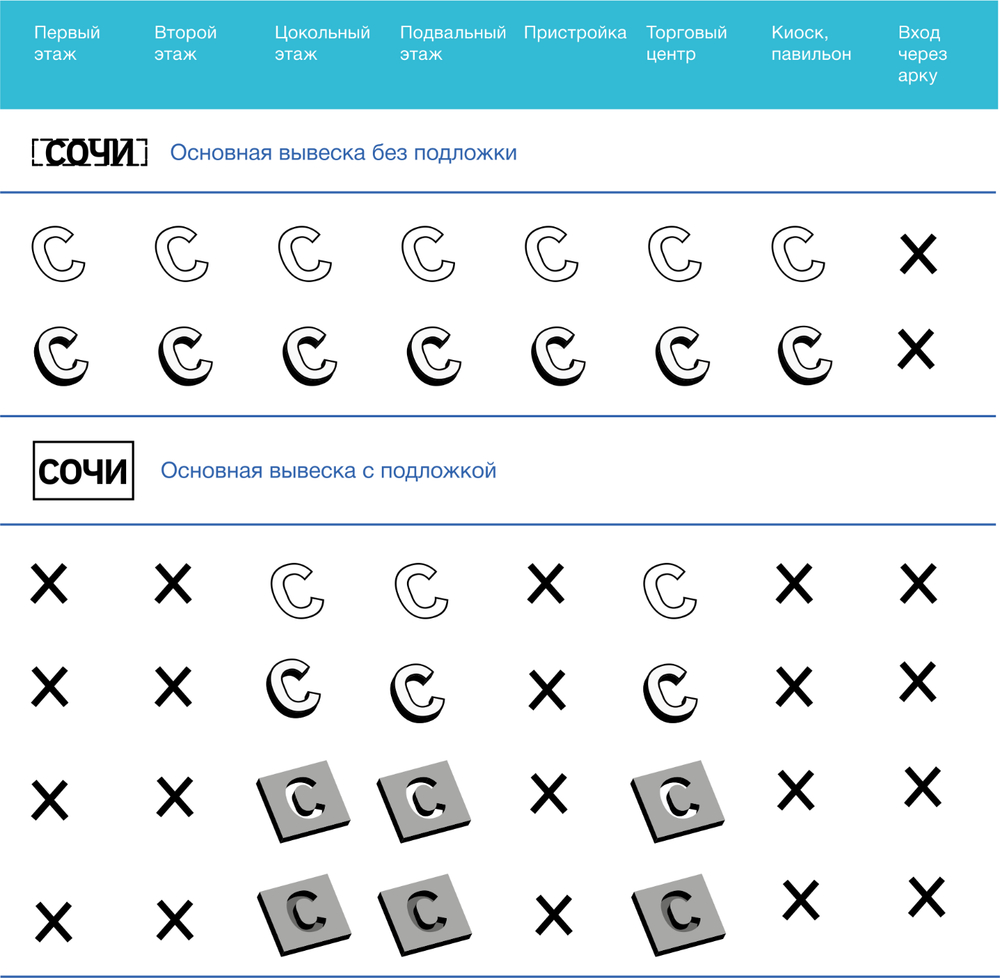 Первый этаж
Второй этаж
Цокольный этаж
Подвальный этаж
Пристройка
Торговый центр
Киоск, павильон
Вход через арку
СОЧИ Основная вывеска без подложки
С С С С С С С
С С С С С С С
СОЧИ Основная вывеска с подложкой
С С С
С С С
С С С
С С С